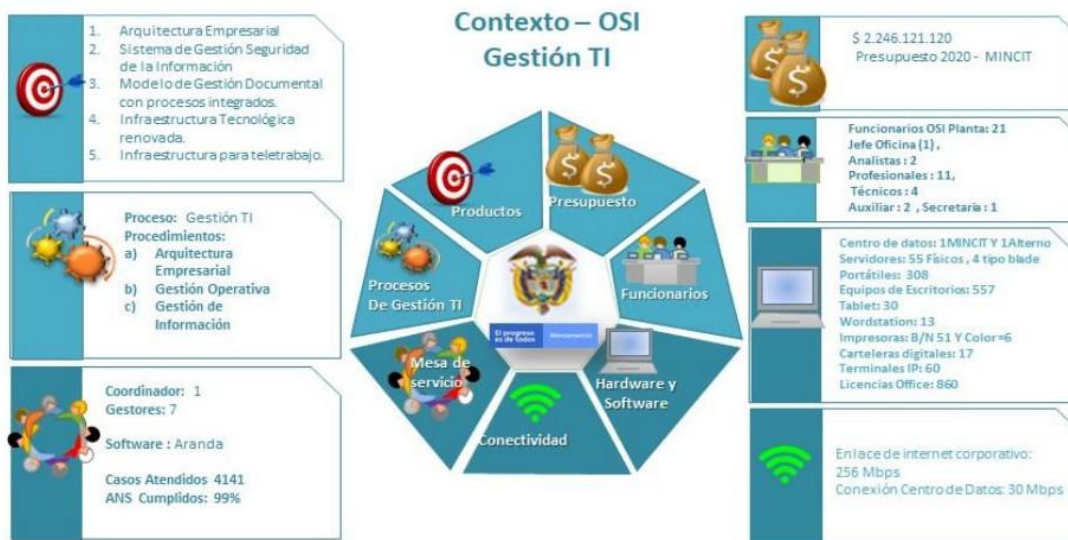 Contexto – OSI
Gestión TI
1. Arquitectura Empresarial
2. Sistema de Gestión Seguridad
de la Información
3. Modelo de Gestión Documental
con procesos integrados.
4. Infraestructura Tecnológica
renovada.
5. Infraestructura para teletrabajo.
Proceso: Gestión TI
Procedimientos:
a) Arquitectura
Empresarial
b) Gestión Operativa
c) Gestión de
Información
Coordinador: 1
Gestores: 7
Software : Aranda
Casos Atendidos 4141
ANS Cumplidos: 99%
Productos
Presupuesto
Procesos
De Gestión TI
Funcionarios
El progreso
es de todos
Mincomercio
Mesa de
servicio
Hardware y
Software
Conectividad
$ 2.246.121.120
Presupuesto 2020 - MINCIT
Funcionarios OSI Planta: 21
Jefe Oficina (1) ,
Analistas : 2
Profesionales : 11,
Técnicos : 4
Auxiliar : 2 , Secretaria : 1
Centro de datos: 1MINCIT Y 1Alterno
Servidores: 55 Físicos , 4 tipo blade
Portátiles: 308
Equipos de Escritorios: 557
Tablet: 30
Wordstation: 13
Impresoras: B/N 51 Y Color=6
Carteleras digitales: 17
Terminales IP: 60
Licencias Office: 860
Enlace de internet corporativo:
256 Mbps
Conexión Centro de Datos: 30 Mbps